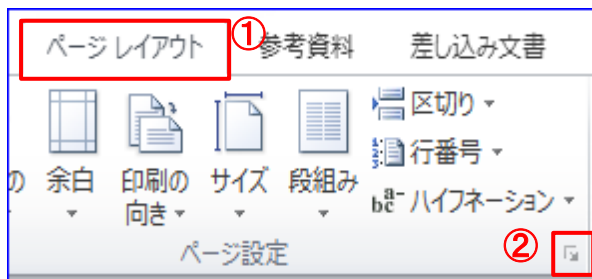 ページ レイアウト ① 参考資料 差し込み文書
の 余白 印刷の向き サイズ 段組み
区切り
行番号
bc a- ハイフネーション
ページ設定 ②